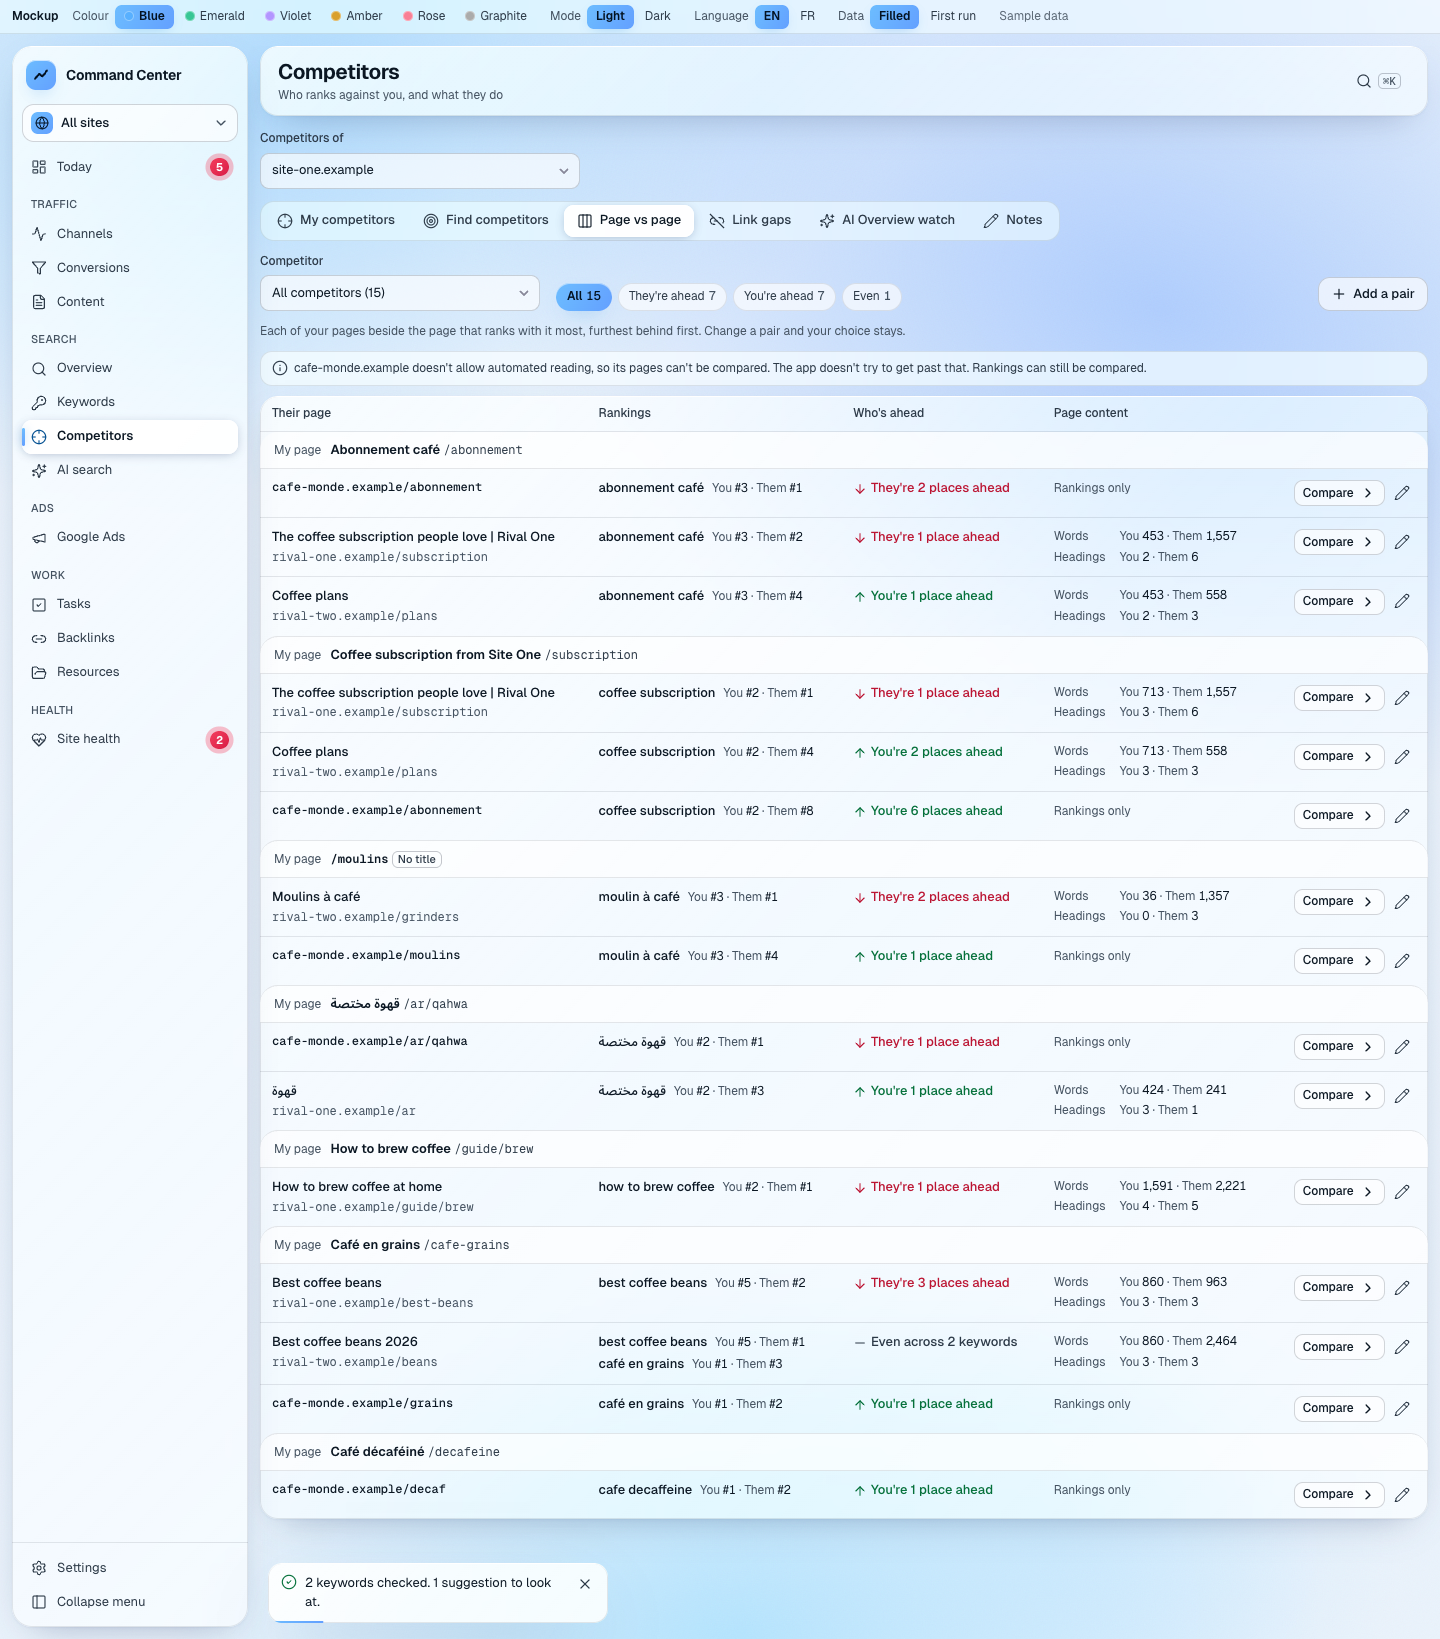 Mockup Colour Blue Emerald Violet Amber Rose Graphite Mode Light Dark Language EN FR Data Filled First run Sample data
Command Center
All sites
Today 5
TRAFFIC
Channels
Conversions
Content
SEARCH
Overview
Keywords
Competitors
AI search
ADS
Google Ads
WORK
Tasks
Backlinks
Resources
HEALTH
Site health 2
Settings
Collapse menu
Competitors
Who ranks against you, and what they do
⌘K
Competitors of
site-one.example
My competitors Find competitors Page vs page Link gaps AI Overview watch Notes
Competitor
All competitors (15) All 15 They're ahead 7 You're ahead 7 Even 1 Add a pair
Each of your pages beside the page that ranks with it most, furthest behind first. Change a pair and your choice stays.
cafe-monde.example doesn't allow automated reading, so its pages can't be compared. The app doesn't try to get past that. Rankings can still be compared.
Their page Rankings Who's ahead Page content
My page Abonnement café /abonnement
cafe-monde.example/abonnement abonnement café You #3 · Them #1 They're 2 places ahead Rankings only Compare
The coffee subscription people love | Rival One abonnement café You #3 · Them #2 They're 1 place ahead Words You 453 · Them 1,557 Compare
rival-one.example/subscription Headings You 2 · Them 6
Coffee plans abonnement café You #3 · Them #4 You're 1 place ahead Words You 453 · Them 558 Compare
rival-two.example/plans Headings You 2 · Them 3
My page Coffee subscription from Site One /subscription
The coffee subscription people love | Rival One coffee subscription You #2 · Them #1 They're 1 place ahead Words You 713 · Them 1,557 Compare
rival-one.example/subscription Headings You 3 · Them 6
Coffee plans coffee subscription You #2 · Them #4 You're 2 places ahead Words You 713 · Them 558 Compare
rival-two.example/plans Headings You 3 · Them 3
cafe-monde.example/abonnement coffee subscription You #2 · Them #8 You're 6 places ahead Rankings only Compare
My page /moulins No title
Moulins à café moulin à café You #3 · Them #1 They're 2 places ahead Words You 36 · Them 1,357 Compare
rival-two.example/grinders Headings You 0 · Them 3
cafe-monde.example/moulins moulin à café You #3 · Them #4 You're 1 place ahead Rankings only Compare
My page قهوة مختصة /ar/qahwa
cafe-monde.example/ar/qahwa قهوة مختصة You #2 · Them #1 They're 1 place ahead Rankings only Compare
قهوة قهوة مختصة You #2 · Them #3 You're 1 place ahead Words You 424 · Them 241 Compare
rival-one.example/ar Headings You 3 · Them 1
My page How to brew coffee /guide/brew
How to brew coffee at home how to brew coffee You #2 · Them #1 They're 1 place ahead Words You 1,591 · Them 2,221 Compare
rival-one.example/guide/brew Headings You 4 · Them 5
My page Café en grains /cafe-grains
Best coffee beans best coffee beans You #5 · Them #2 They're 3 places ahead Words You 860 · Them 963 Compare
rival-one.example/best-beans Headings You 3 · Them 3
Best coffee beans 2026 best coffee beans You #5 · Them #1 Even across 2 keywords Words You 860 · Them 2,464 Compare
rival-two.example/beans café en grains You #1 · Them #3 Headings You 3 · Them 3
cafe-monde.example/grains café en grains You #1 · Them #2 You're 1 place ahead Rankings only Compare
My page Café décaféiné /decafeine
cafe-monde.example/decaf cafe decaffeine You #1 · Them #2 You're 1 place ahead Rankings only Compare
2 keywords checked. 1 suggestion to look
at.